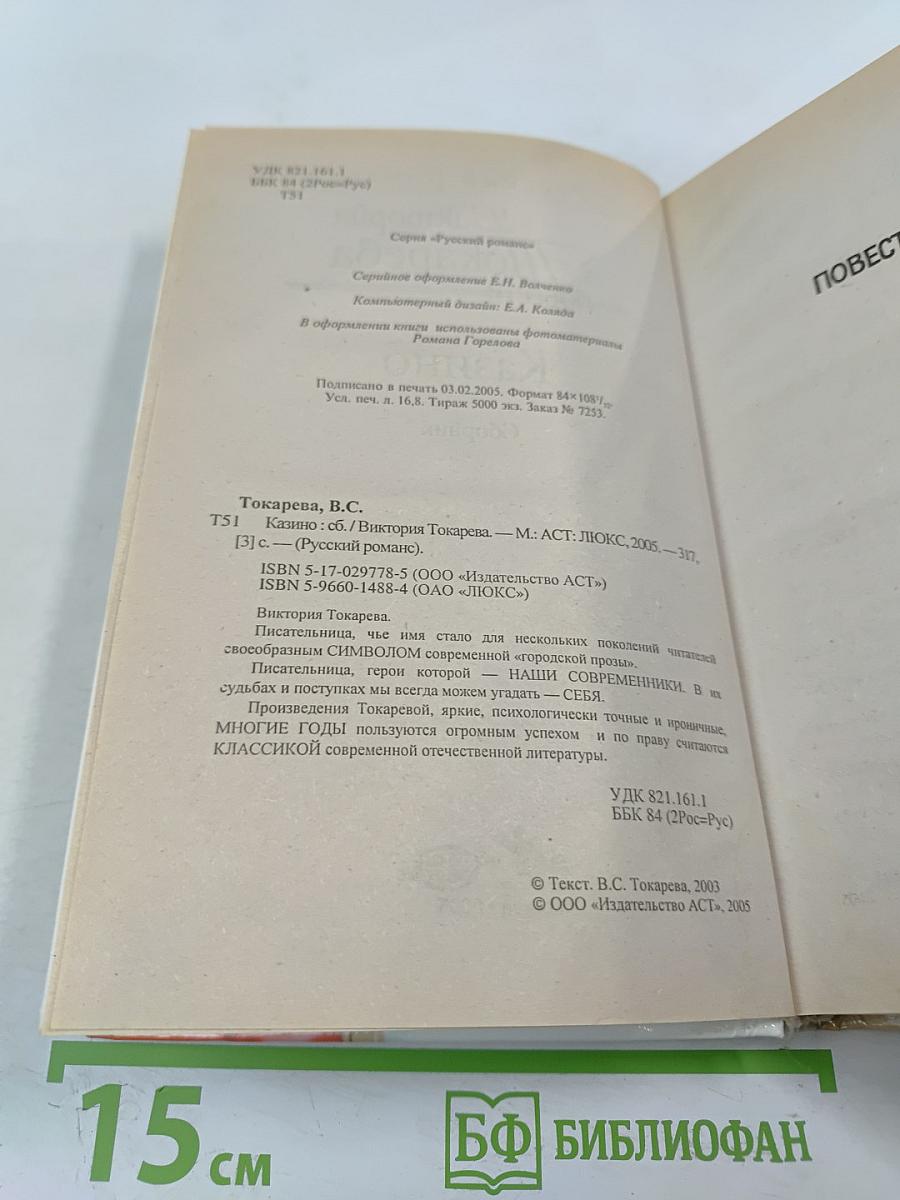 УДК 821.161.1
ББК 84 (2Рос=Рус)
Т51
Серия «Русский романс»
Серийное оформление Е.Н. Волченко
Компьютерный дизайн: Е.А. Коляда
В оформлении книги использованы фотоматериалы
Романа Горелова
Подписано в печать 03.02.2005. Формат 84×108¹/₃₂.
Усл. печ. л. 16,8. Тираж 5000 экз. Заказ № 7253.
Токарева, В.С.
Т51 Казино : сб. / Виктория Токарева. — М.: АСТ: ЛЮКС, 2005. — 317,
[3] с. — (Русский романс).
ISBN 5-17-029778-5 (ООО «Издательство АСТ»)
ISBN 5-9660-1488-4 (ОАО «ЛЮКС»)
Виктория Токарева.
Писательница, чье имя стало для нескольких поколений читателей
своеобразным СИМВОЛОМ современной «городской прозы».
Писательница, герои которой — НАШИ СОВРЕМЕННИКИ. В их
судьбах и поступках мы всегда можем угадать — СЕБЯ.
Произведения Токаревой, яркие, психологически точные и ироничные,
МНОГИЕ ГОДЫ пользуются огромным успехом и по праву считаются
КЛАССИКОЙ современной отечественной литературы.
УДК 821.161.1
ББК 84 (2Рос=Рус)
© Текст. В.С. Токарева, 2003
© ООО «Издательство АСТ», 2005
ПОВЕСТ
15 см
БФ БИБЛИОФАН